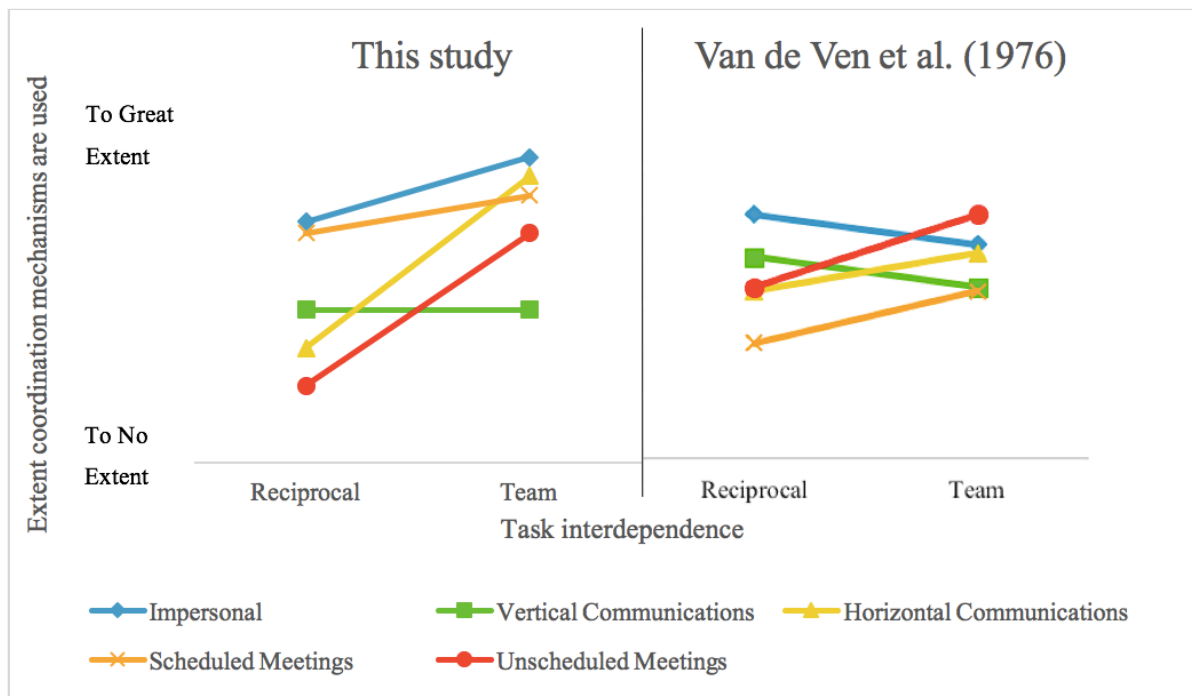 This study
Van de Ven et al. (1976)
Extent coordination mechanisms are used
To Great
Extent
To No
Extent
Reciprocal
Team
Reciprocal
Team
Task interdependence
Impersonal
Vertical Communications
Horizontal Communications
Scheduled Meetings
Unscheduled Meetings